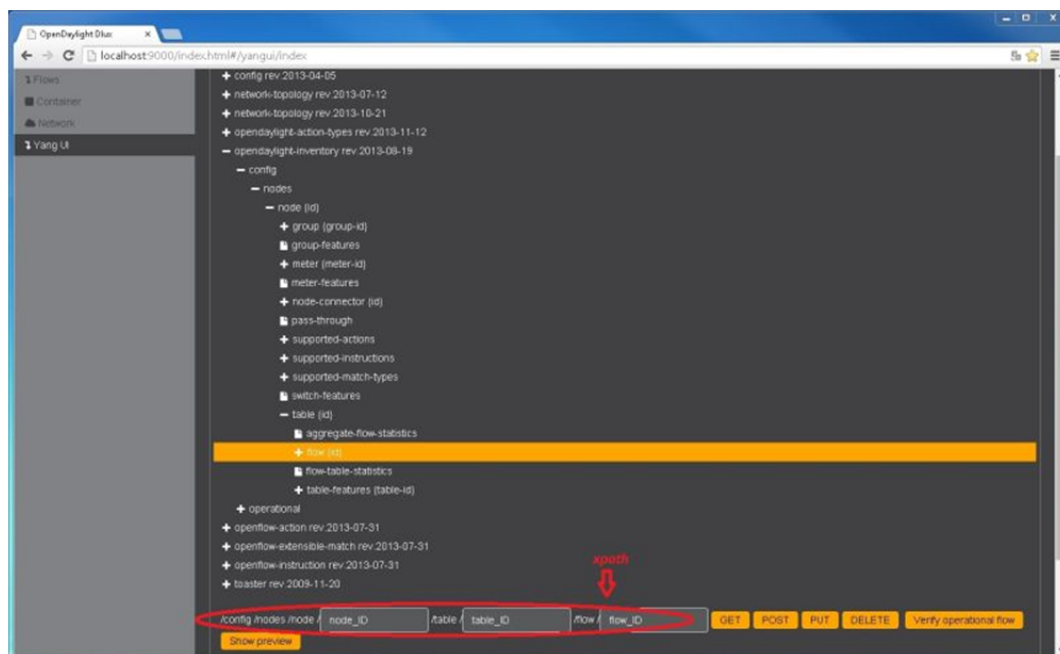 OpenDaylight Dlux
localhost:9000/index.html#/yangui/index
Flows
Container
Network
Yang UI
config rev.2013-04-05
network-topology rev.2013-07-12
network-topology rev.2013-10-21
opendaylight-action-types rev.2013-11-12
opendaylight-inventory rev.2013-08-19
config
nodes
node (id)
group (group-id)
group-features
meter (meter-id)
meter-features
node-connector (id)
pass-through
supported-actions
supported-instructions
supported-match-types
switch-features
table (id)
aggregate-flow-statistics
flow (id)
flow-table-statistics
table-features (table-id)
operational
openflow-action rev.2013-07-31
openflow-extensible-match rev.2013-07-31
openflow-instruction rev.2013-07-31
toaster rev.2009-11-20
xpath
/config /nodes /node / node_ID /table / table_ID /flow / flow_ID GET POST PUT DELETE Verify operational flow
Show preview